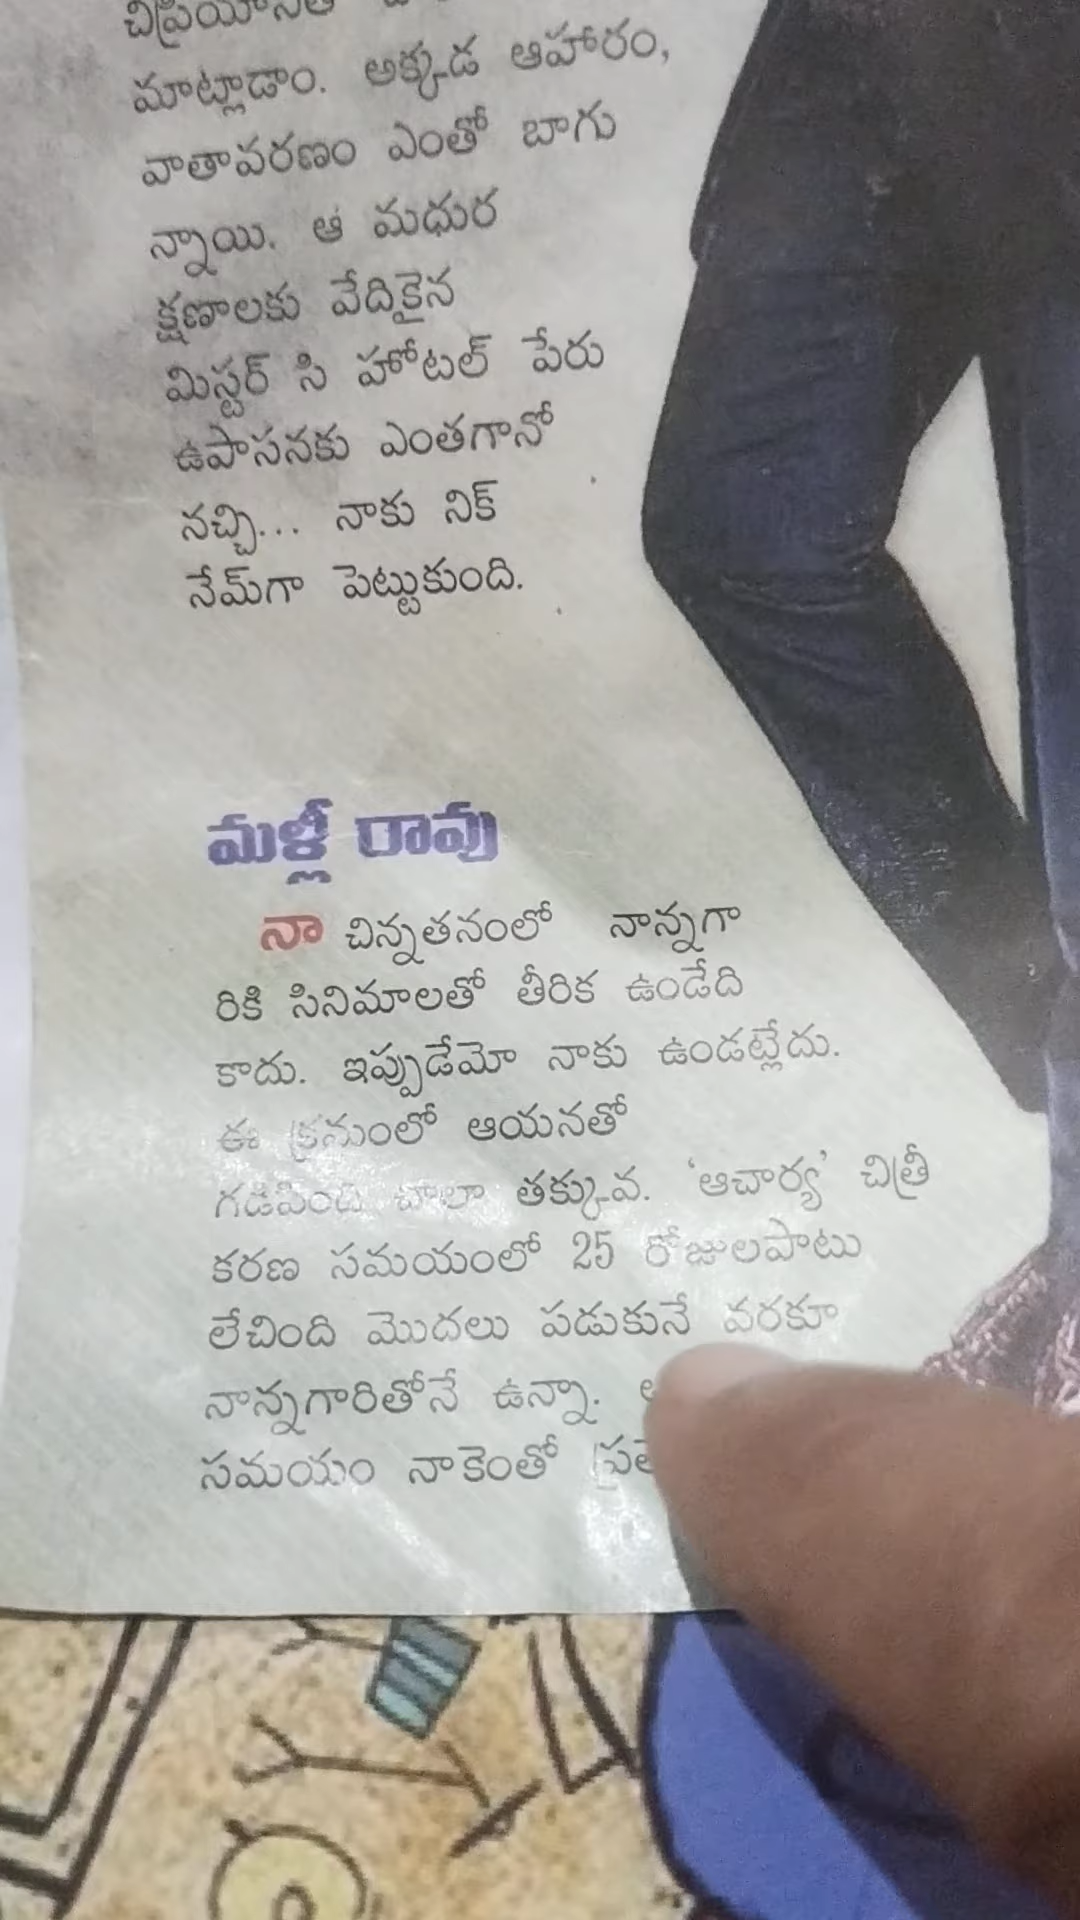 మాట్లాడాం. అక్కడ ఆహారం,
వాతావరణం ఎంతో బాగు
న్నాయి. ఆ మధుర
క్షణాలకు వేదికైన
మిస్టర్ సి హోటల్ పేరు
ఉపాసనకు ఎంతగానో
నచ్చి... నాకు నిక్
నేమ్‌గా పెట్టుకుంది.
మళ్లీ రావు
నా చిన్నతనంలో నాన్నగా
రికి సినిమాలతో తీరిక ఉండేది
కాదు. ఇప్పుడేమో నాకు ఉండట్లేదు.
ఈ క్రమంలో ఆయనతో
గడిపింది చాలా తక్కువ. 'ఆచార్య' చిత్రీ
కరణ సమయంలో 25 రోజులపాటు
లేచింది మొదలు పడుకునే వరకూ
నాన్నగారితోనే ఉన్నా.
సమయం నాకెంతో